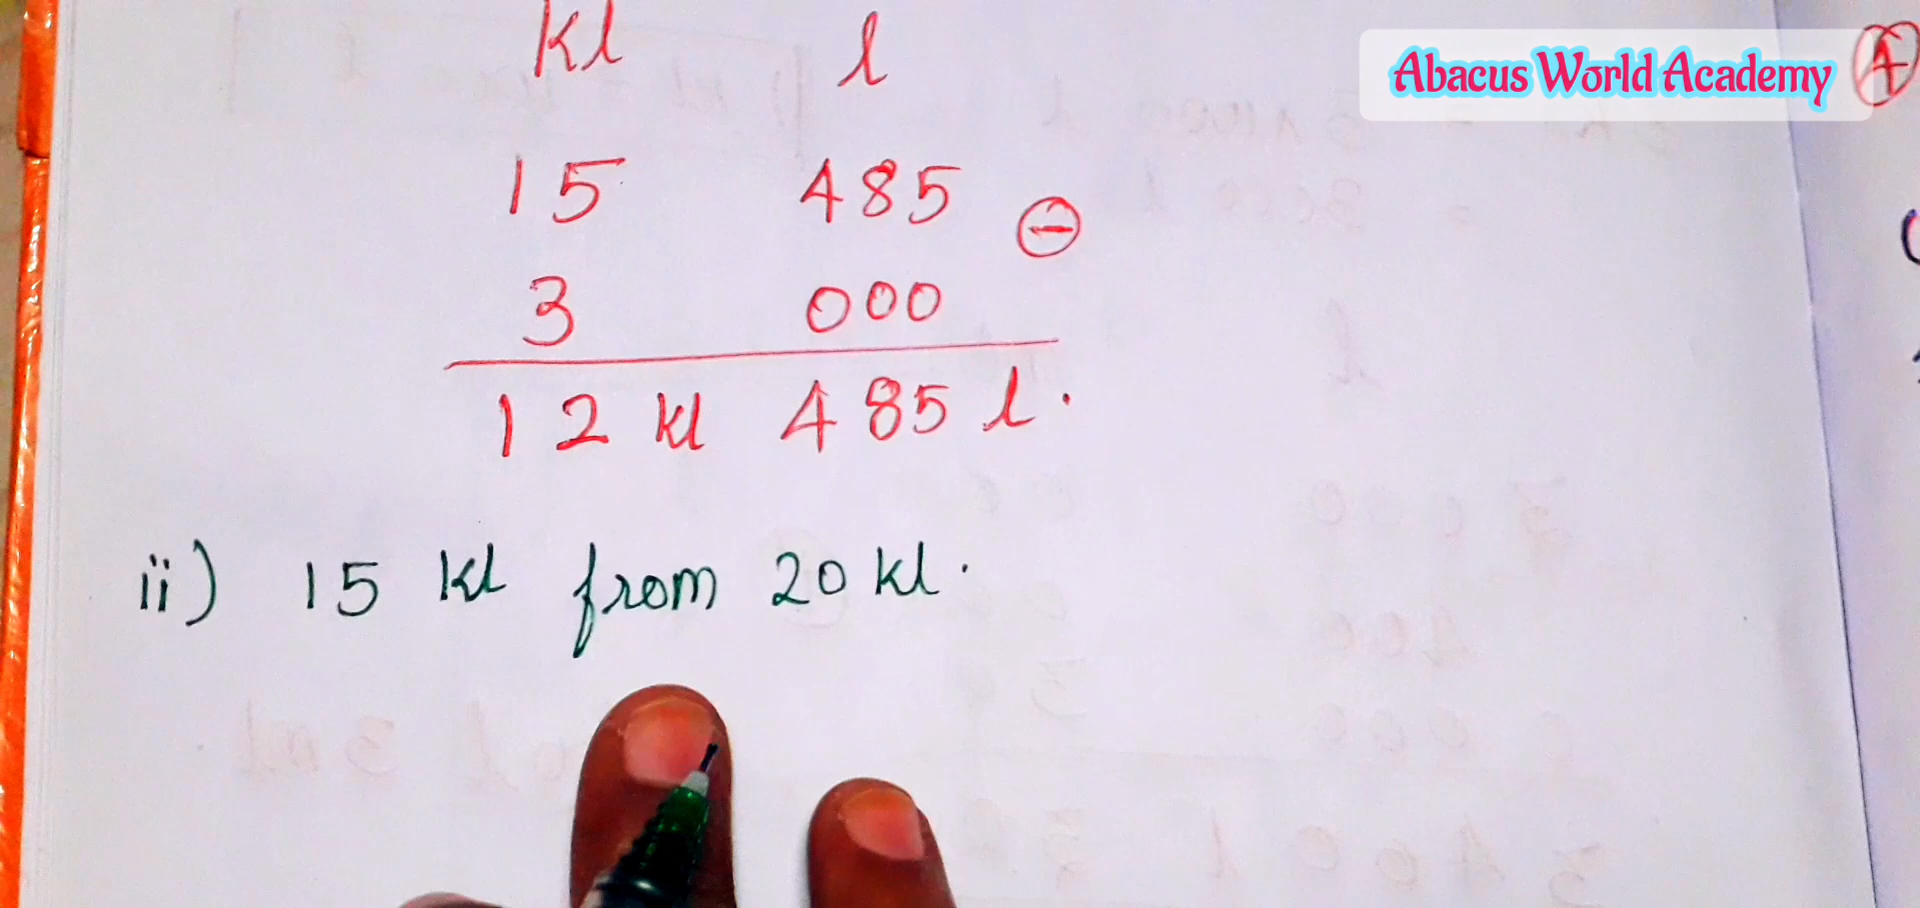 Abacus World Academy
kl l
15 485
3 000
12 kl 485 l.
ii) 15 kl from 20 kl.